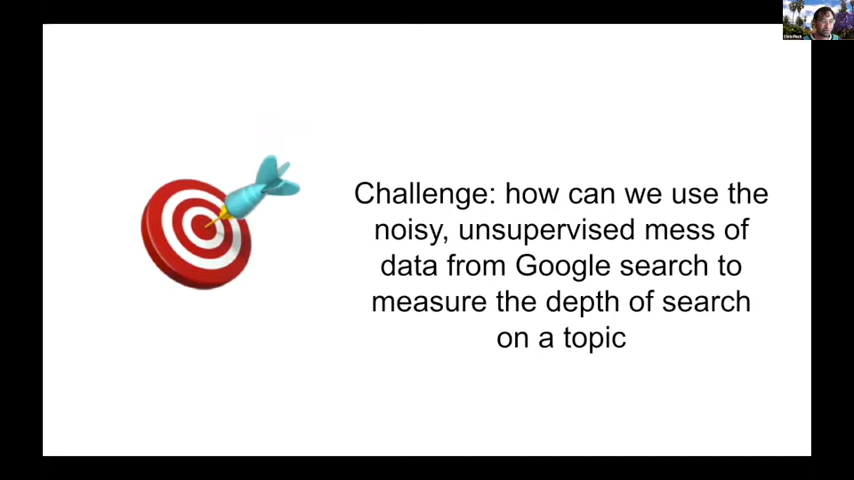 Challenge: how can we use the
noisy, unsupervised mess of
data from Google search to
measure the depth of search
on a topic